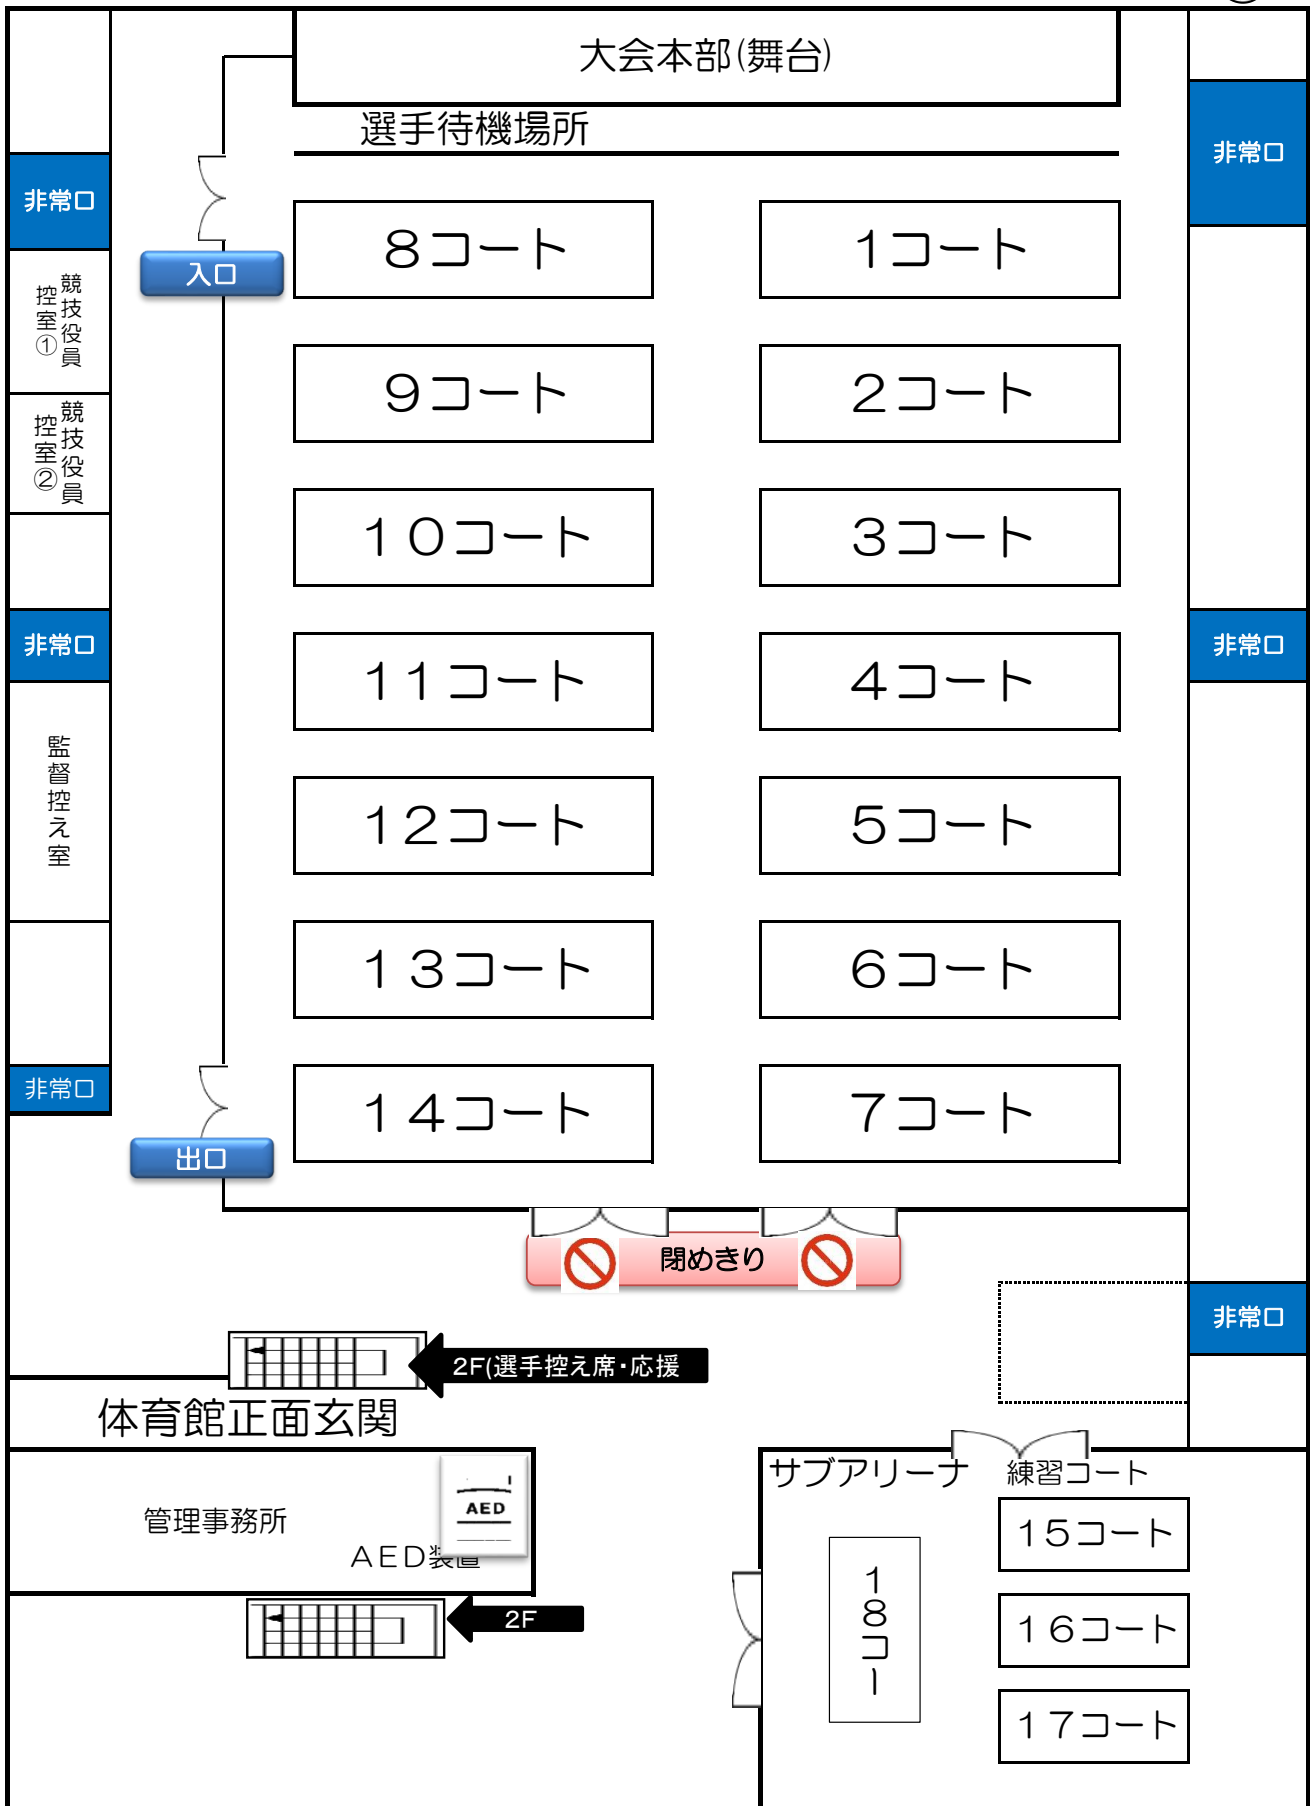 大会本部(舞台)
選手待機場所
非常口
非常口
入口
8コート
1コート
競技役員
控室①
9コート
2コート
競技役員
控室②
10コート
3コート
非常口
非常口
11コート
4コート
監督控え室
12コート
5コート
13コート
6コート
非常口
14コート
7コート
出口
閉めきり
非常口
2F(選手控え席・応援
体育館正面玄関
サブアリーナ 練習コート
AED
管理事務所
AED装置
15コート
18コー
16コート
2F
17コート